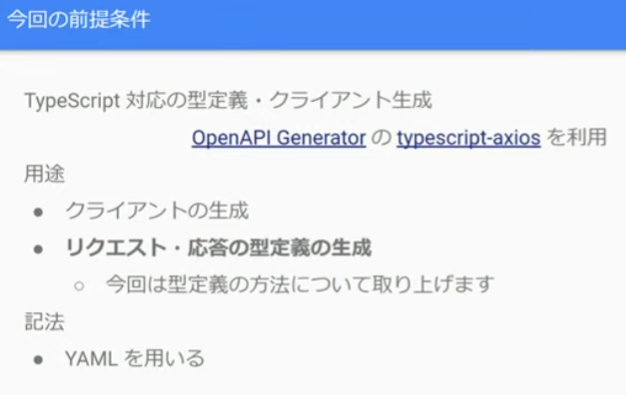 今回の前提条件
TypeScript 対応の型定義・クライアント生成
OpenAPI Generator の typescript-axios を利用
用途
● クライアントの生成
● リクエスト・応答の型定義の生成
○ 今回は型定義の方法について取り上げます
記法
● YAML を用いる